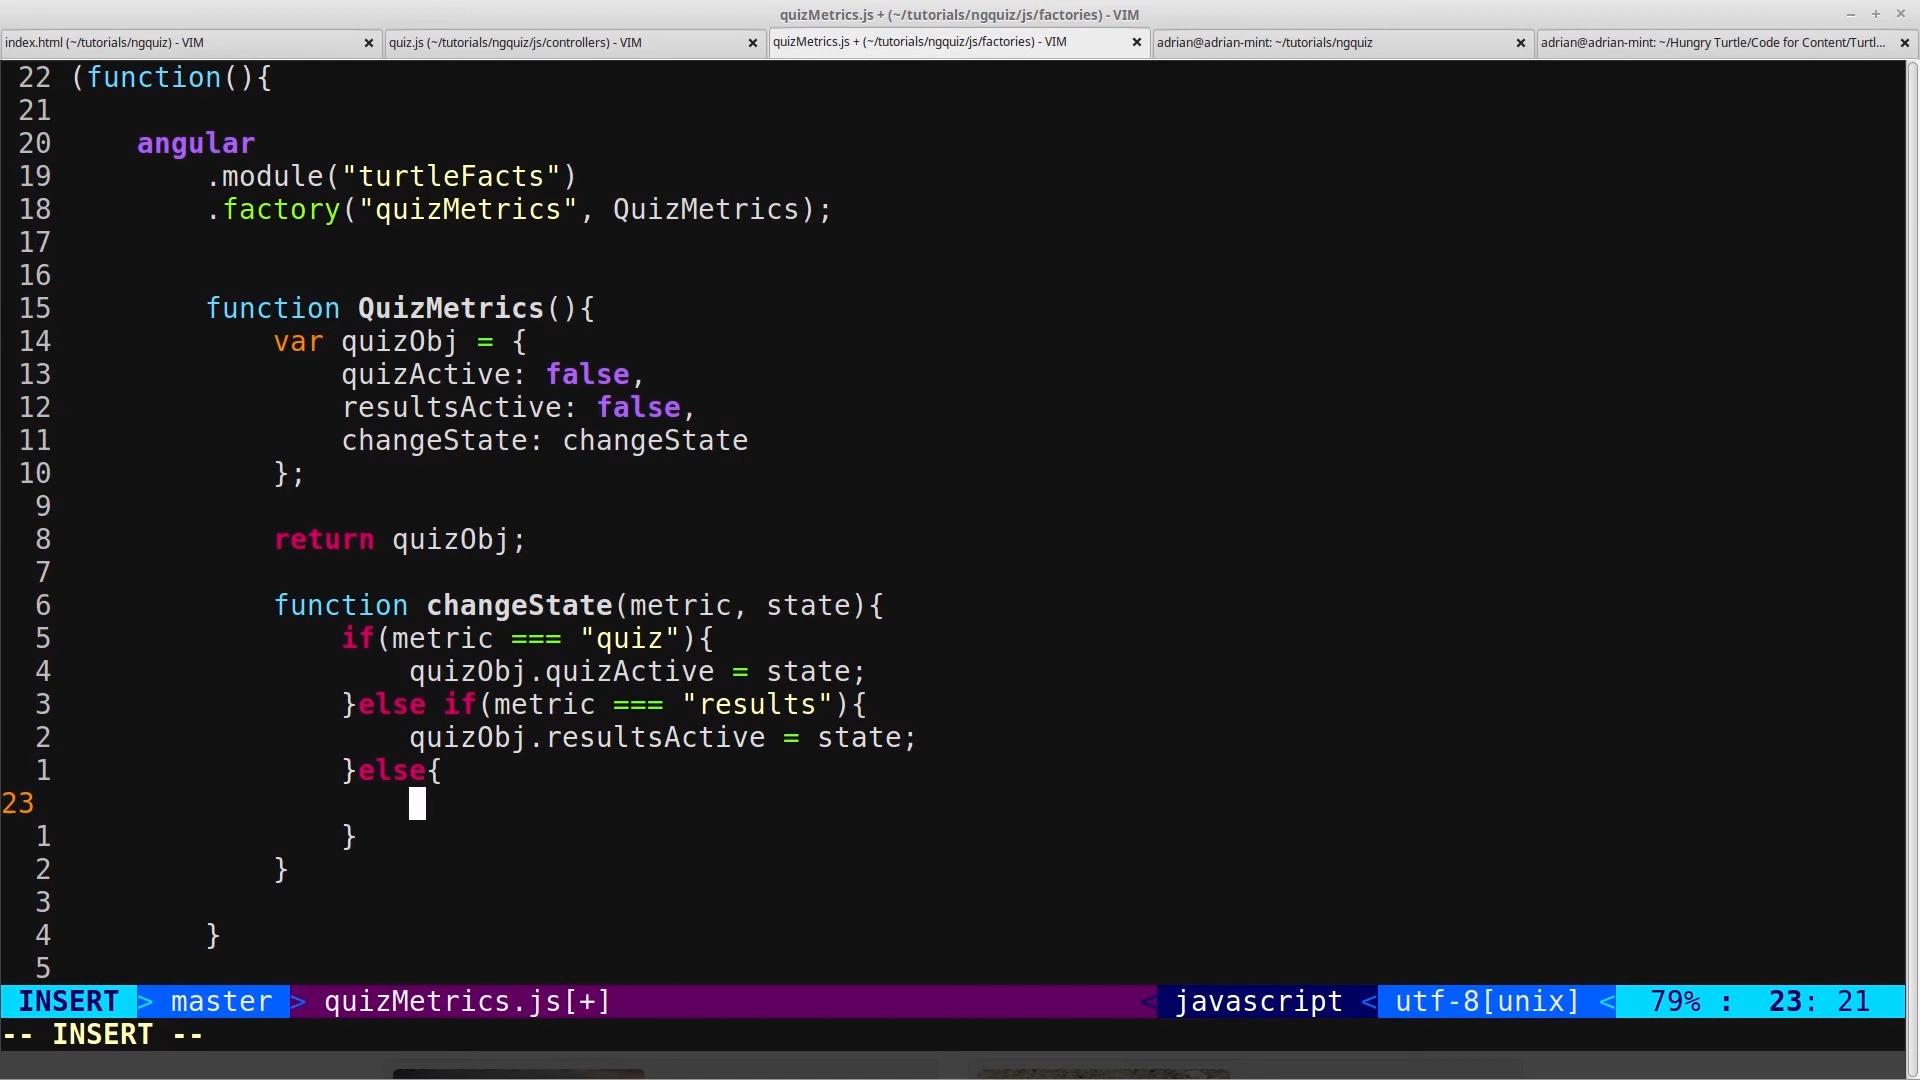 quizMetrics.js + (~/tutorials/ngquiz/js/factories) - VIM
index.html (~/tutorials/ngquiz) - VIM
quiz.js (~/tutorials/ngquiz/js/controllers) - VIM
quizMetrics.js + (~/tutorials/ngquiz/js/factories) - VIM
adrian@adrian-mint: ~/tutorials/ngquiz
adrian@adrian-mint: ~/Hungry Turtle/Code for Content/Turtl...
22 (function(){
21
20     angular
19         .module("turtleFacts")
18         .factory("quizMetrics", QuizMetrics);
17
16
15         function QuizMetrics(){
14             var quizObj = {
13                 quizActive: false,
12                 resultsActive: false,
11                 changeState: changeState
10             };
9
8             return quizObj;
7
6             function changeState(metric, state){
5                 if(metric === "quiz"){
4                     quizObj.quizActive = state;
3                 }else if(metric === "results"){
2                     quizObj.resultsActive = state;
1                 }else{
23
1                 }
2             }
3
4         }
5
INSERT > master > quizMetrics.js[+] < javascript < utf-8[unix] < 79% : 23: 21
-- INSERT --